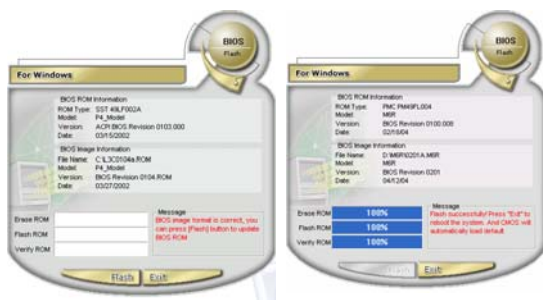 BIOS
Flash
For Windows
BIOS ROM Information
ROM Type: SST 49LF002A
Model: P4_Model
Version: ACPI BIOS Revision 0103.000
Date: 03/15/2002
BIOS Image Information
File Name: C:\L3C0104a.ROM
Model: P4_Model
Version: BIOS Revision 0104.ROM
Date: 03/27/2002
Erase ROM
Flash ROM
Verify ROM
Message
BIOS image format is correct, you
can press [Flash] button to update
BIOS ROM
Flash
Exit
BIOS
Flash
For Windows
BIOS ROM Information
ROM Type: PMC PM49FL004
Model: M6R
Version: BIOS Revision 0100.008
Date: 02/16/04
BIOS Image Information
File Name: D:\M6R\0201A.M6R
Model: M6R
Version: BIOS Revision 0201
Date: 04/12/04
Erase ROM 100%
Flash ROM 100%
Verify ROM 100%
Message
Flash successfully! Press "Exit" to
reboot the system. And CMOS will
automatically load default.
Flash
Exit